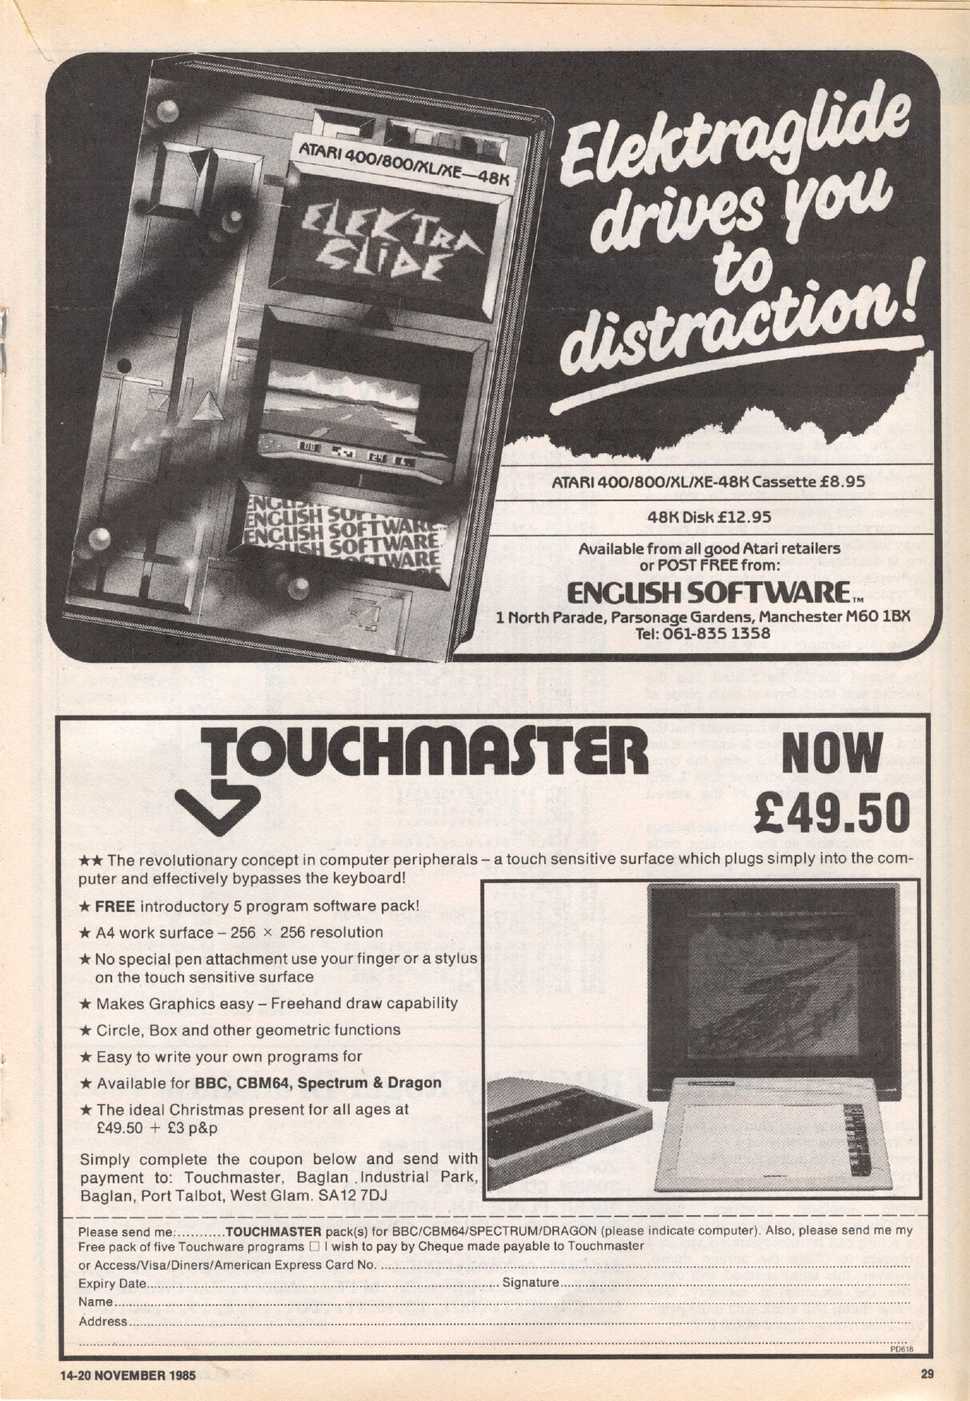 ATARI 400/800/XL/XE—48K
ELEKTRA
GLIDE
ENGLISH SOFTWARE
ENGLISH SOFTWARE
ENGLISH SOFTWARE
Elektraglide
drives you
to
distraction!
ATARI 400/800/XL/XE-48K Cassette £8.95
48K Disk £12.95
Available from all good Atari retailers
or POST FREE from:
ENGLISH SOFTWARE™
1 North Parade, Parsonage Gardens, Manchester M60 1BX
Tel: 061-835 1358
TOUCHMASTER
NOW
£49.50
★★ The revolutionary concept in computer peripherals – a touch sensitive surface which plugs simply into the com-
puter and effectively bypasses the keyboard!
★ FREE introductory 5 program software pack!
★ A4 work surface – 256 × 256 resolution
★ No special pen attachment use your finger or a stylus
on the touch sensitive surface
★ Makes Graphics easy – Freehand draw capability
★ Circle, Box and other geometric functions
★ Easy to write your own programs for
★ Available for BBC, CBM64, Spectrum & Dragon
★ The ideal Christmas present for all ages at
£49.50 + £3 p&p
Simply complete the coupon below and send with
payment to: Touchmaster, Baglan Industrial Park,
Baglan, Port Talbot, West Glam. SA12 7DJ
Please send me:............TOUCHMASTER pack(s) for BBC/CBM64/SPECTRUM/DRAGON (please indicate computer). Also, please send me my
Free pack of five Touchware programs ☐ I wish to pay by Cheque made payable to Touchmaster
or Access/Visa/Diners/American Express Card No. ............
Expiry Date............ Signature............
Name............
Address............
PD618
14-20 NOVEMBER 1985
29